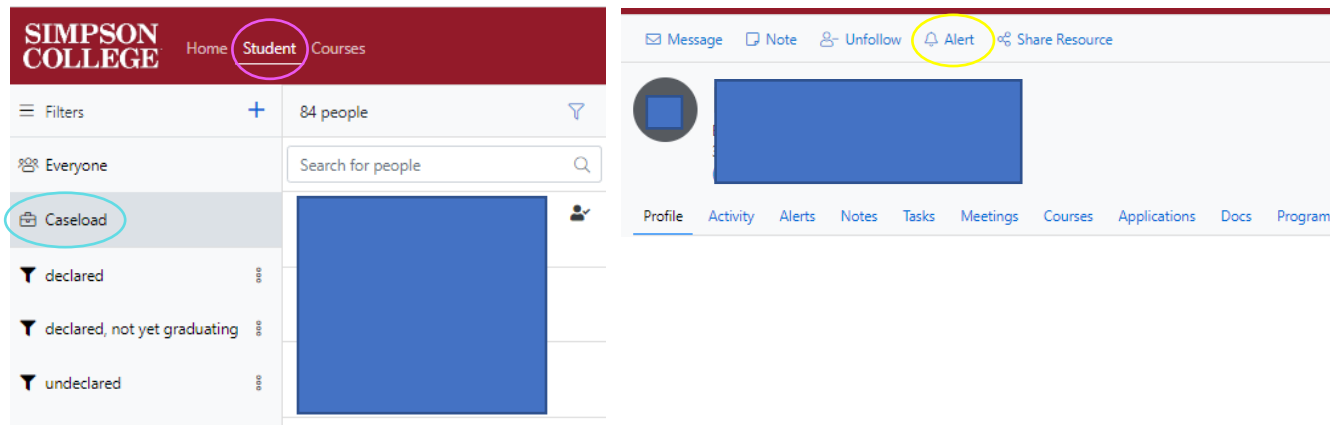 SIMPSON
COLLEGE
Home Student Courses
Filters
84 people
Everyone
Search for people
Caseload
declared
declared, not yet graduating
undeclared
Message Note Unfollow Alert Share Resource
Profile Activity Alerts Notes Tasks Meetings Courses Applications Docs Program